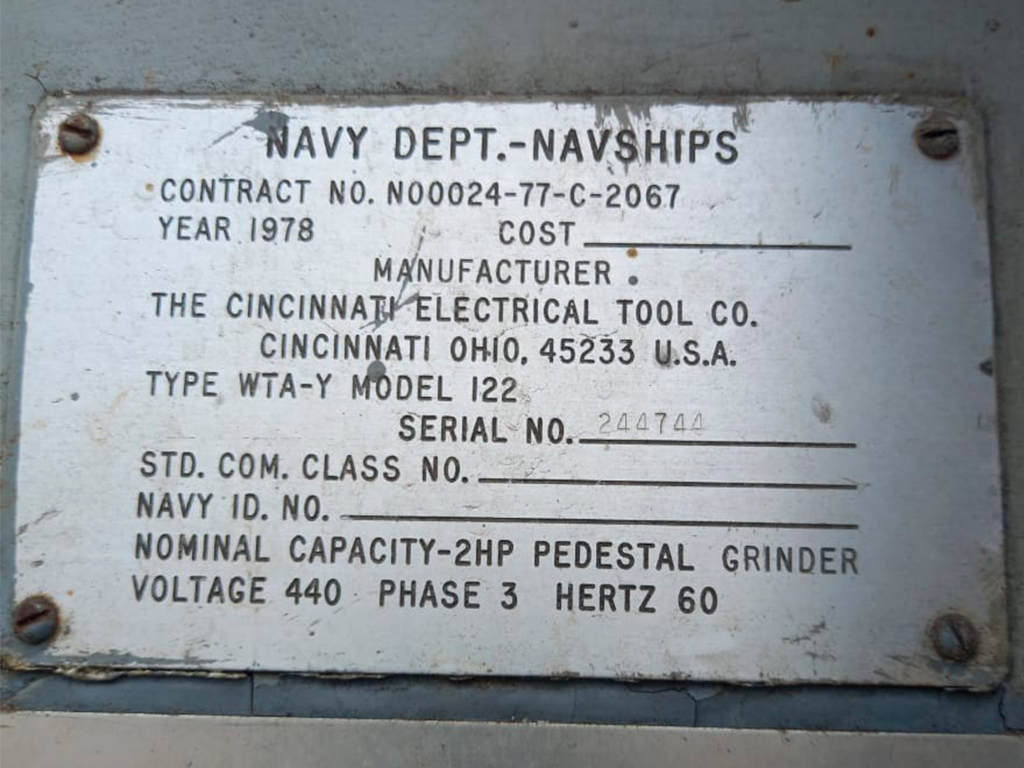 NAVY DEPT.-NAVSHIPS
CONTRACT NO. N00024-77-C-2067
YEAR 1978 COST
MANUFACTURER
THE CINCINNATI ELECTRICAL TOOL CO.
CINCINNATI OHIO, 45233 U.S.A.
TYPE WTA-Y MODEL 122
SERIAL NO. 244744
STD. COM. CLASS NO.
NAVY ID. NO.
NOMINAL CAPACITY-2HP PEDESTAL GRINDER
VOLTAGE 440 PHASE 3 HERTZ 60